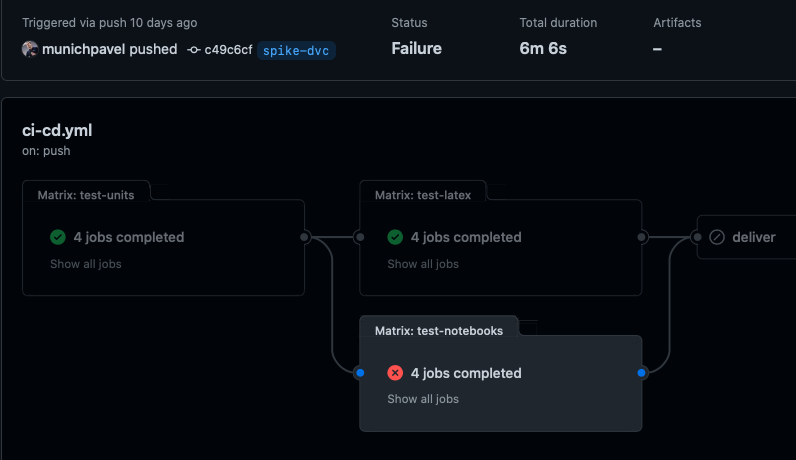 Triggered via push 10 days ago
munichpavel pushed c49c6cf spike-dvc
Status
Failure
Total duration
6m 6s
Artifacts
–
ci-cd.yml
on: push
Matrix: test-units
4 jobs completed
Show all jobs
Matrix: test-latex
4 jobs completed
Show all jobs
deliver
Matrix: test-notebooks
4 jobs completed
Show all jobs